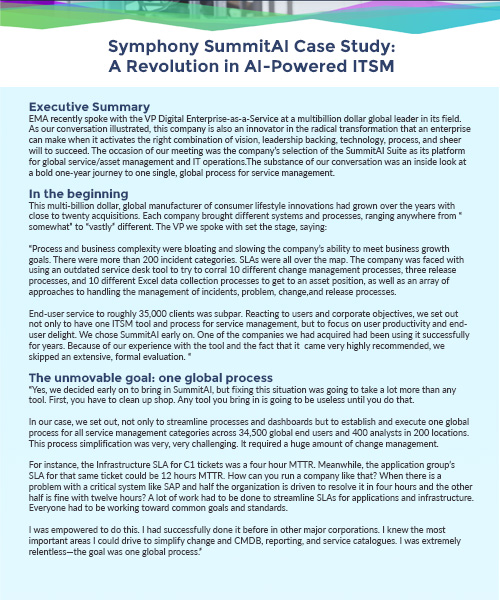 Symphony SummitAI Case Study:
A Revolution in AI-Powered ITSM
Executive Summary
EMA recently spoke with the VP Digital Enterprise-as-a-Service at a multibillion dollar global leader in its field.
As our conversation illustrated, this company is also an innovator in the radical transformation that an enterprise
can make when it activates the right combination of vision, leadership backing, technology, process, and sheer
will to succeed. The occasion of our meeting was the company's selection of the SummitAI Suite as its platform
for global service/asset management and IT operations.The substance of our conversation was an inside look at
a bold one-year journey to one single, global process for service management.
In the beginning
This multi-billion dollar, global manufacturer of consumer lifestyle innovations had grown over the years with
close to twenty acquisitions. Each company brought different systems and processes, ranging anywhere from “
somewhat” to “vastly” different. The VP we spoke with set the stage, saying:
“Process and business complexity were bloating and slowing the company's ability to meet business growth
goals. There were more than 200 incident categories. SLAs were all over the map. The company was faced with
using an outdated service desk tool to try to corral 10 different change management processes, three release
processes, and 10 different Excel data collection processes to get to an asset position, as well as an array of
approaches to handling the management of incidents, problem, change,and release processes.
End-user service to roughly 35,000 clients was subpar. Reacting to users and corporate objectives, we set out
not only to have one ITSM tool and process for service management, but to focus on user productivity and end-
user delight. We chose SummitAI early on. One of the companies we had acquired had been using it successfully
for years. Because of our experience with the tool and the fact that it came very highly recommended, we
skipped an extensive, formal evaluation. “
The unmovable goal: one global process
“Yes, we decided early on to bring in SummitAI, but fixing this situation was going to take a lot more than any
tool. First, you have to clean up shop. Any tool you bring in is going to be useless until you do that.
In our case, we set out, not only to streamline processes and dashboards but to establish and execute one global
process for all service management categories across 34,500 global end users and 400 analysts in 200 locations.
This process simplification was very, very challenging. It required a huge amount of change management.
For instance, the Infrastructure SLA for C1 tickets was a four hour MTTR. Meanwhile, the application group's
SLA for that same ticket could be 12 hours MTTR. How can you run a company like that? When there is a
problem with a critical system like SAP and half the organization is driven to resolve it in four hours and the other
half is fine with twelve hours? A lot of work had to be done to streamline SLAs for applications and infrastructure.
Everyone had to be working toward common goals and standards.
I was empowered to do this. I had successfully done it before in other major corporations. I knew the most
important areas I could drive to simplify change and CMDB, reporting, and service catalogues. I was extremely
relentless—the goal was one global process.”